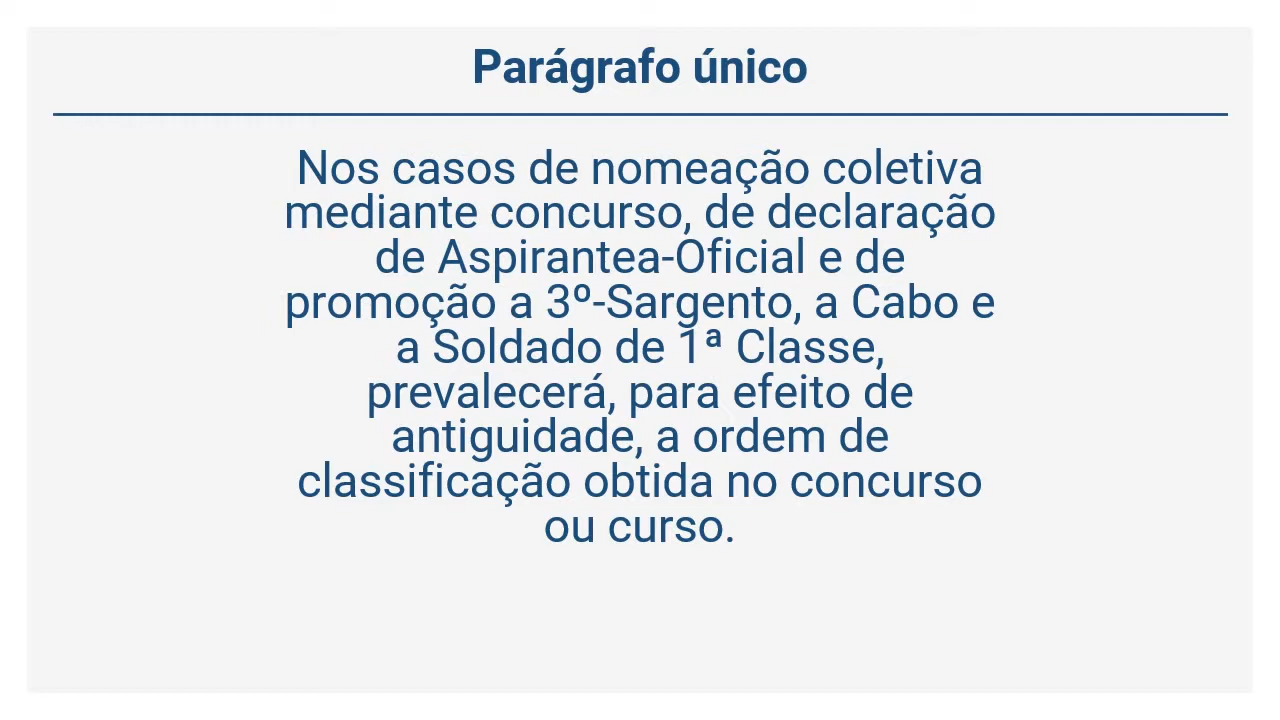 Parágrafo único
Nos casos de nomeação coletiva
mediante concurso, de declaração
de Aspirantea-Oficial e de
promoção a 3º-Sargento, a Cabo e
a Soldado de 1ª Classe,
prevalecerá, para efeito de
antiguidade, a ordem de
classificação obtida no concurso
ou curso.